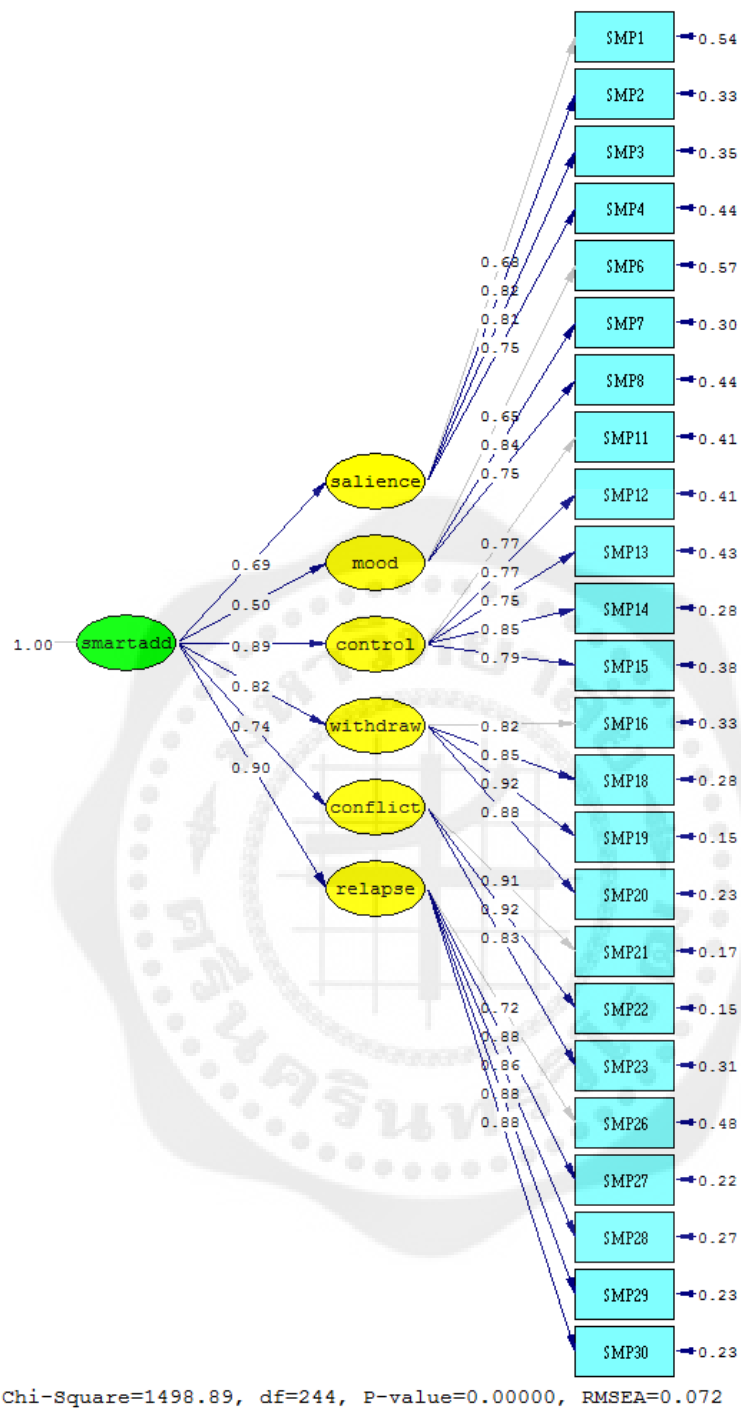 SMP1
0.54
SMP2
0.33
SMP3
0.35
SMP4
0.44
SMP6
0.57
SMP7
0.30
SMP8
0.44
SMP11
0.41
SMP12
0.41
SMP13
0.43
SMP14
0.28
SMP15
0.38
SMP16
0.33
SMP18
0.28
SMP19
0.15
SMP20
0.23
SMP21
0.17
SMP22
0.15
SMP23
0.31
SMP26
0.48
SMP27
0.22
SMP28
0.27
SMP29
0.23
SMP30
0.23
0.68
0.82
0.81
0.75
0.65
0.84
0.75
0.77
0.77
0.75
0.85
0.79
0.82
0.85
0.92
0.88
0.91
0.92
0.83
0.72
0.88
0.86
0.88
0.88
salience
mood
control
withdraw
conflict
relapse
0.69
0.50
0.89
0.82
0.74
0.90
1.00
smartadd
Chi-Square=1498.89, df=244, P-value=0.00000, RMSEA=0.072